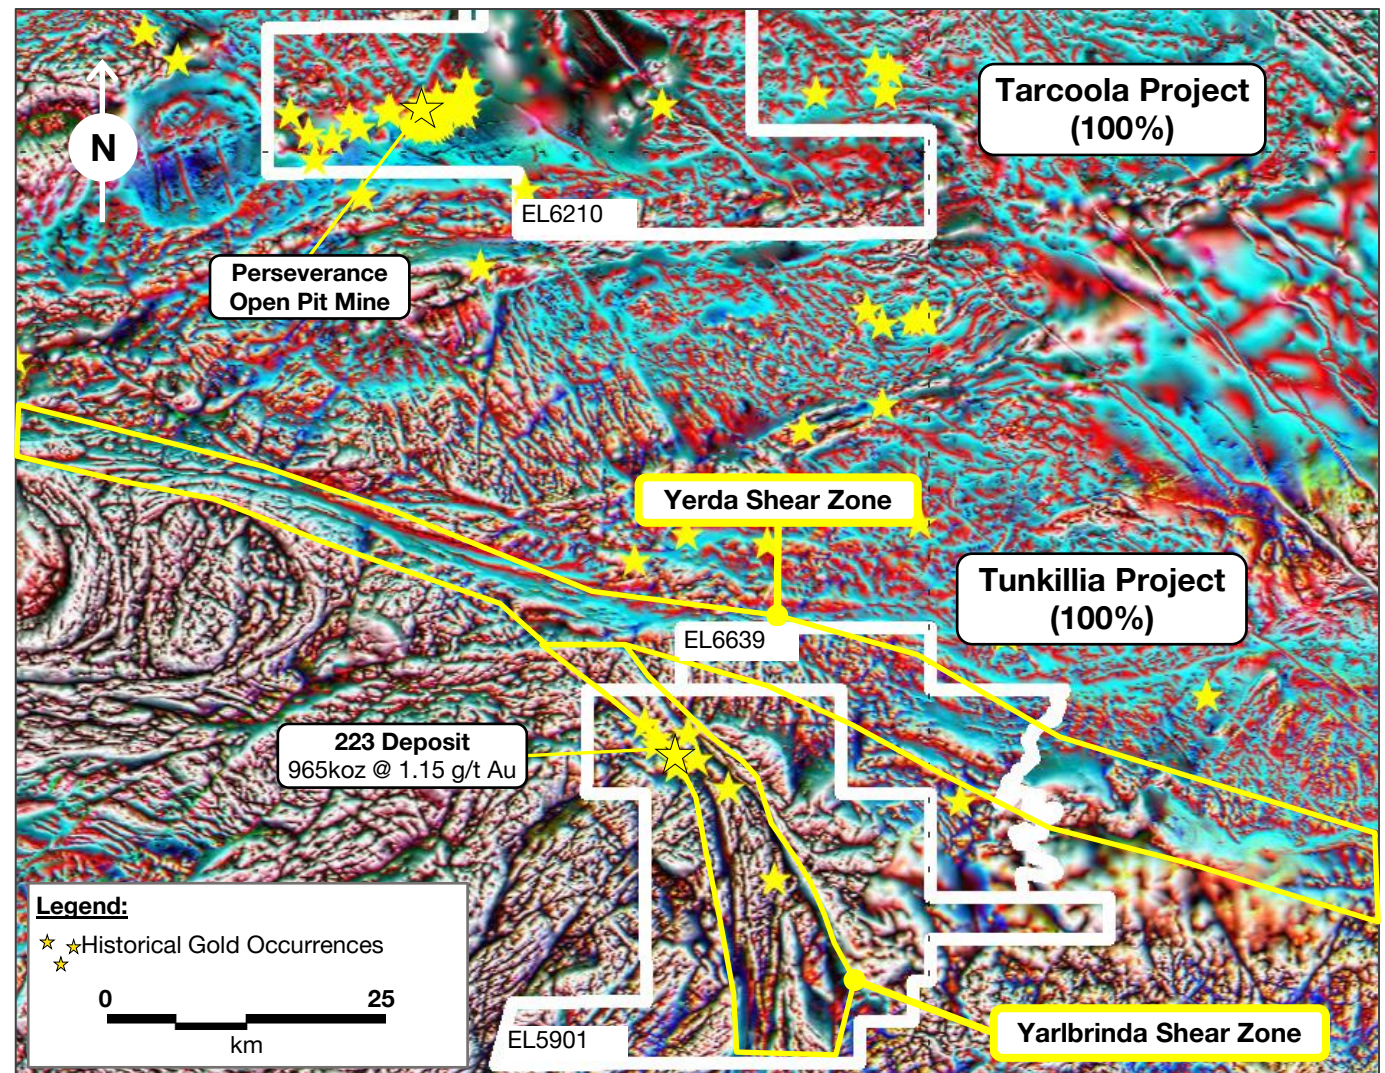 Tarcoola Project
(100%)
N
EL6210
Perseverance
Open Pit Mine
Yerda Shear Zone
Tunkillia Project
(100%)
EL6639
223 Deposit
965koz @ 1.15 g/t Au
Legend:
Historical Gold Occurrences
0 25
km
EL5901
Yarlbrinda Shear Zone